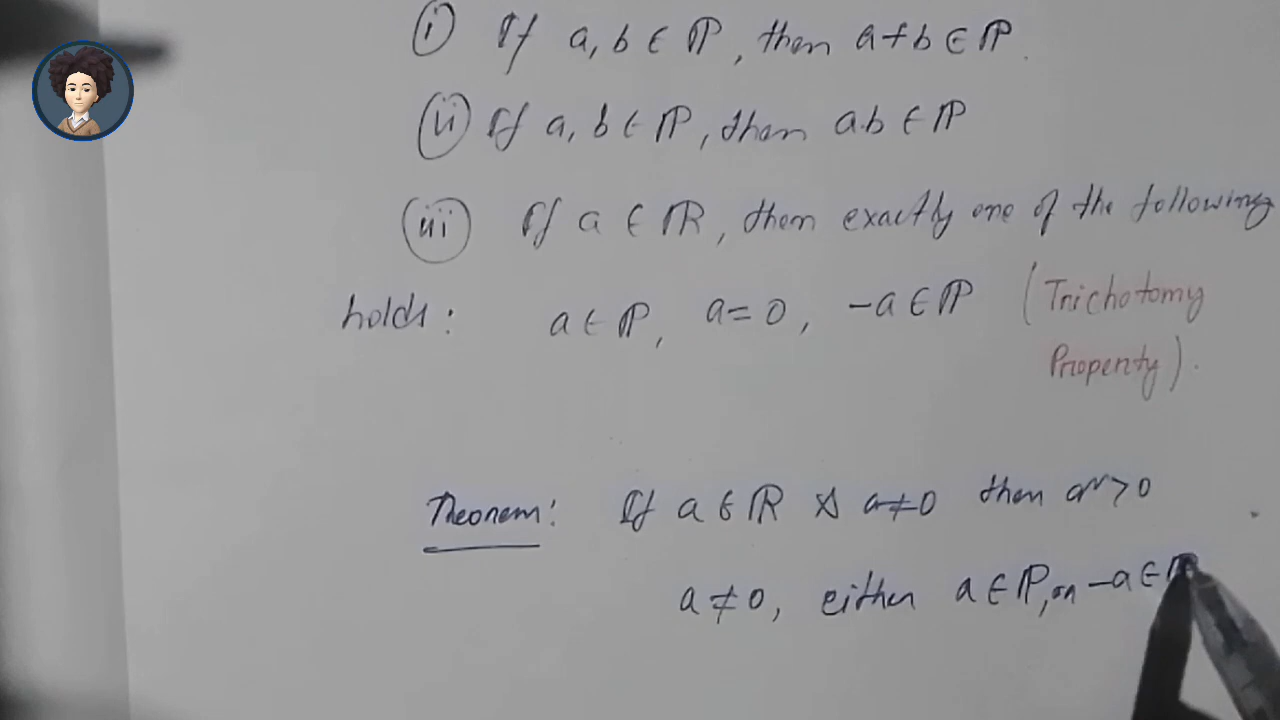 (i) If a, b ∈ ℙ, then a+b ∈ ℙ.
(ii) If a, b ∈ ℙ, then a.b ∈ ℙ
(iii) If a ∈ ℝ, then exactly one of the following
holds: a ∈ ℙ, a=0, -a ∈ ℙ (Trichotomy
Property).
Theorem: If a ∈ ℝ & a≠0 then a²>0
a≠0, either a ∈ ℙ, or -a ∈ ℙ